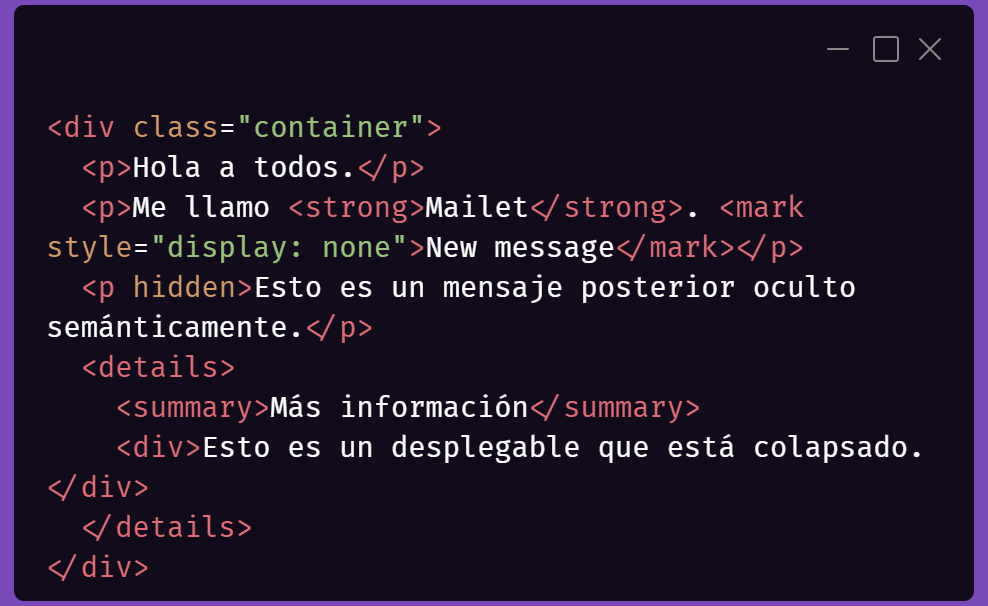 <div class="container">
  <p>Hola a todos.</p>
  <p>Me llamo <strong>Mailet</strong>. <mark
style="display: none">New message</mark></p>
  <p hidden>Esto es un mensaje posterior oculto
semánticamente.</p>
  <details>
    <summary>Más información</summary>
    <div>Esto es un desplegable que está colapsado.
</div>
  </details>
</div>